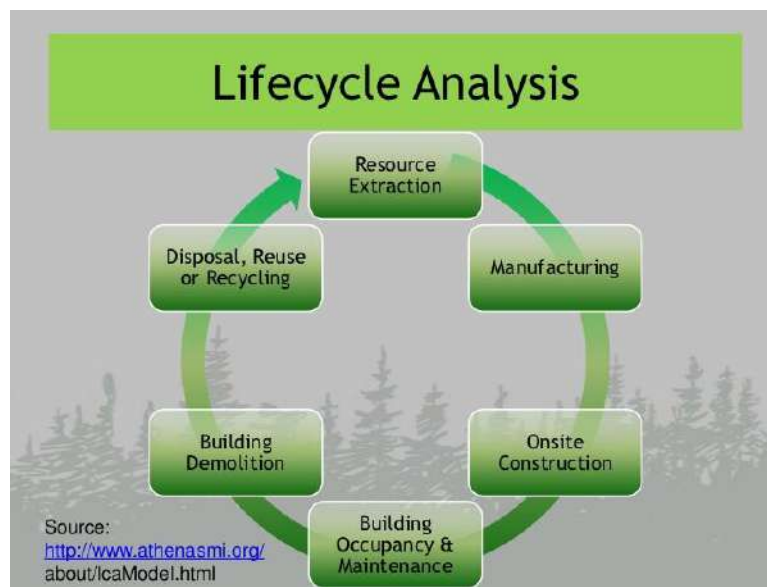 Lifecycle Analysis
Resource
Extraction
Manufacturing
Onsite
Construction
Building
Occupancy &
Maintenance
Building
Demolition
Disposal, Reuse
or Recycling
Source:
http://www.athenasmi.org/
about/lcaModel.html